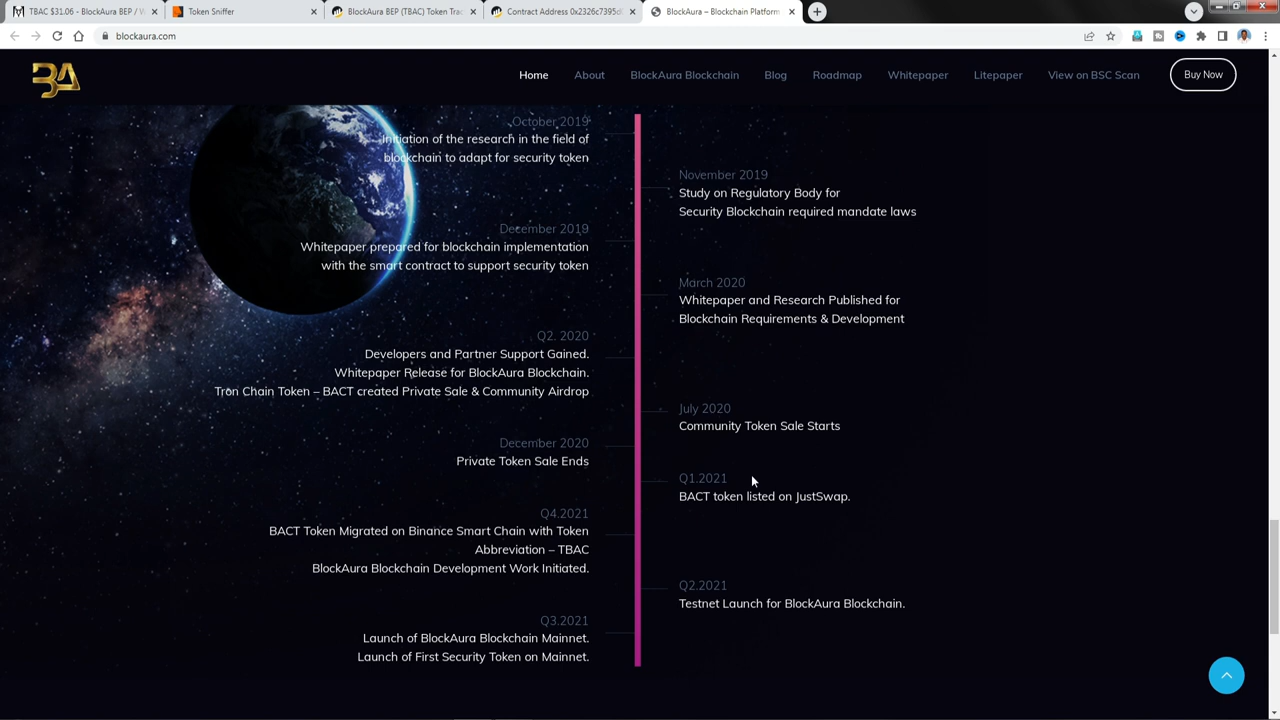 TBAC $31.06 - BlockAura BEP / W
Token Sniffer
BlockAura BEP (TBAC) Token Trac
Contract Address 0x2326c7395d
BlockAura – Blockchain Platform
blockaura.com
BA
Home
About
BlockAura Blockchain
Blog
Roadmap
Whitepaper
Litepaper
View on BSC Scan
Buy Now
October 2019
Initiation of the research in the field of
blockchain to adapt for security token
November 2019
Study on Regulatory Body for
Security Blockchain required mandate laws
December 2019
Whitepaper prepared for blockchain implementation
with the smart contract to support security token
March 2020
Whitepaper and Research Published for
Blockchain Requirements & Development
Q2. 2020
Developers and Partner Support Gained.
Whitepaper Release for BlockAura Blockchain.
Tron Chain Token – BACT created Private Sale & Community Airdrop
July 2020
Community Token Sale Starts
December 2020
Private Token Sale Ends
Q1.2021
BACT token listed on JustSwap.
Q4.2021
BACT Token Migrated on Binance Smart Chain with Token
Abbreviation – TBAC
BlockAura Blockchain Development Work Initiated.
Q2.2021
Testnet Launch for BlockAura Blockchain.
Q3.2021
Launch of BlockAura Blockchain Mainnet.
Launch of First Security Token on Mainnet.